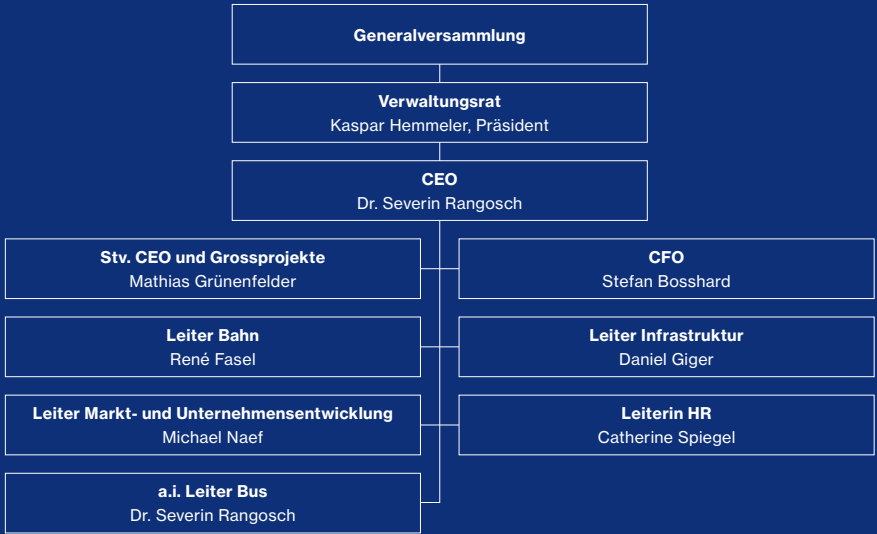 Generalversammlung
Verwaltungsrat
Kaspar Hemmeler, Präsident
CEO
Dr. Severin Rangosch
Stv. CEO und Grossprojekte
Mathias Grünenfelder
CFO
Stefan Bosshard
Leiter Bahn
René Fasel
Leiter Infrastruktur
Daniel Giger
Leiter Markt- und Unternehmensentwicklung
Michael Naef
Leiterin HR
Catherine Spiegel
a.i. Leiter Bus
Dr. Severin Rangosch